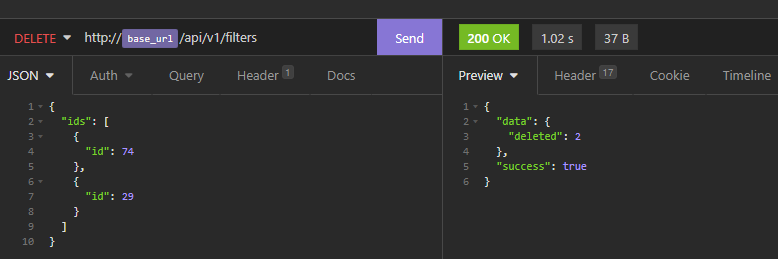 DELETE http:// base_url /api/v1/filters Send 200 OK 1.02 s 37 B
JSON Auth Query Header 1 Docs Preview Header 17 Cookie Timeline
1 {
2 "ids": [
3 {
4 "id": 74
5 },
6 {
7 "id": 29
8 }
9 ]
10 }
1 {
2 "data": {
3 "deleted": 2
4 },
5 "success": true
6 }